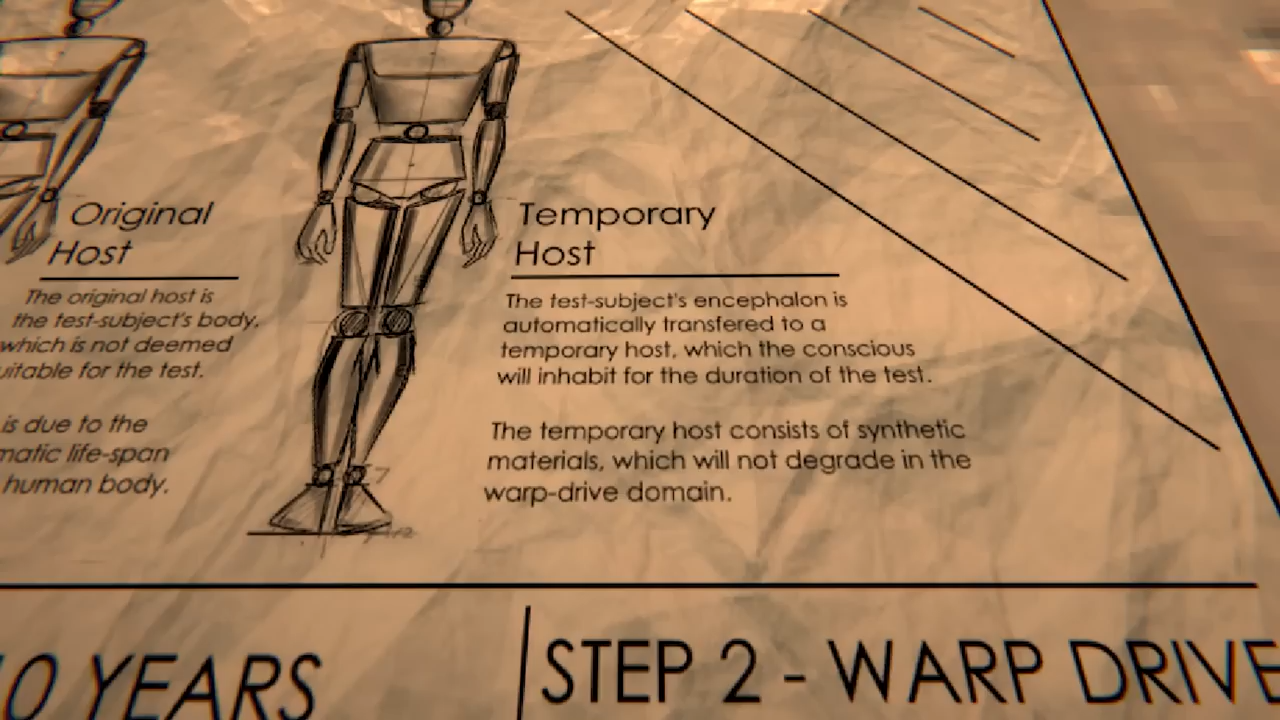 Original
Host
The original host is
the test-subject's body.
which is not deemed
for the test.
is due to the
life-span
human body.
Temporary
Host
The test-subject's encephalon is
automatically transfered to a
temporary host, which the conscious
will inhabit for the duration of the test.
The temporary host consists of synthetic
materials, which will not degrade in the
warp-drive domain.
YEARS
STEP 2 - WARP DRIVE